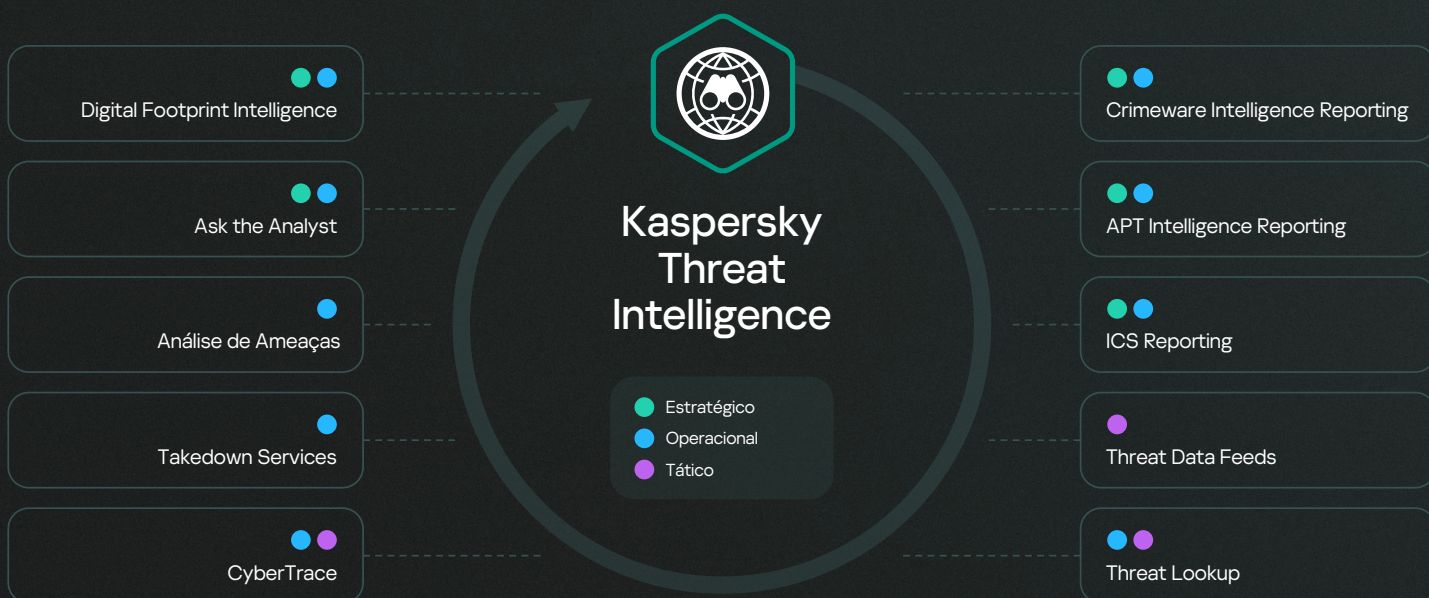 Digital Footprint Intelligence
Ask the Analyst
Análise de Ameaças
Takedown Services
CyberTrace
Kaspersky
Threat
Intelligence
Estratégico
Operacional
Tático
Crimeware Intelligence Reporting
APT Intelligence Reporting
ICS Reporting
Threat Data Feeds
Threat Lookup